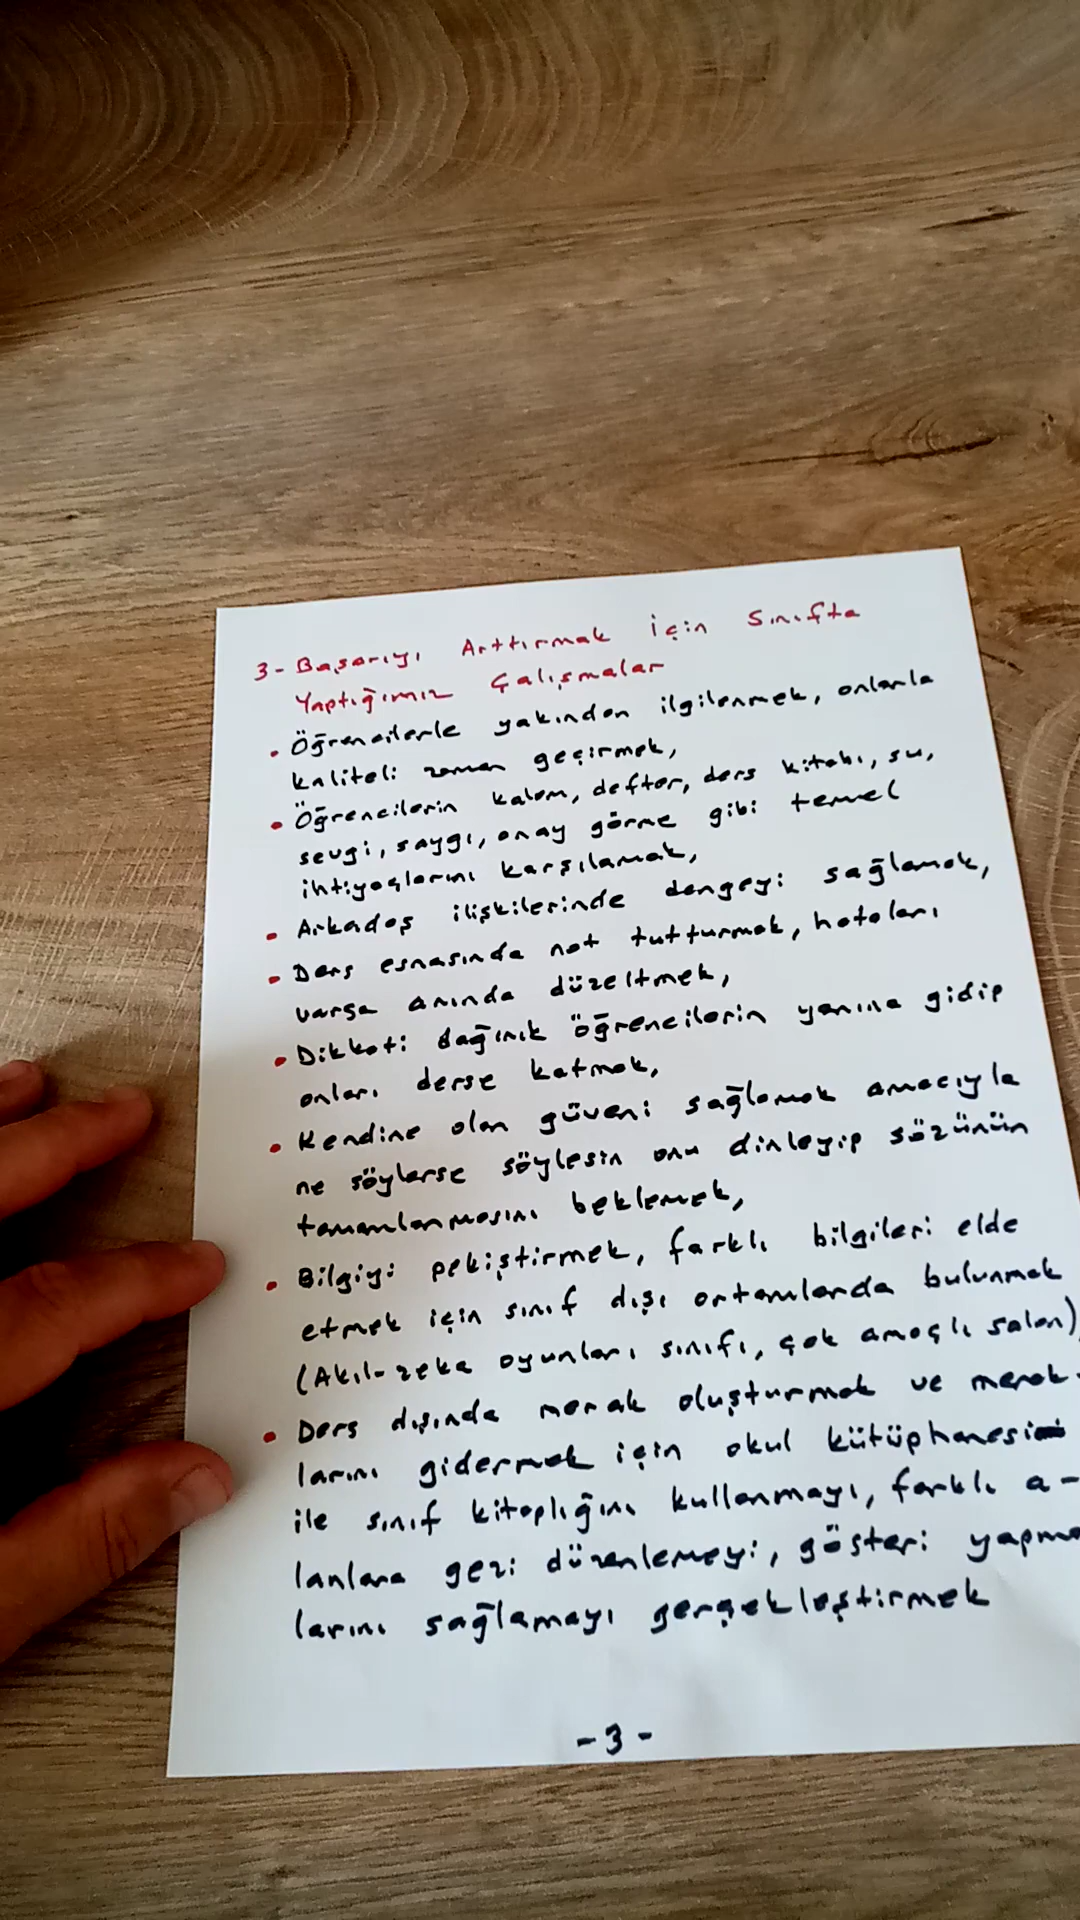 3- Başarıyı Arttırmak İçin Sınıfta
Yaptığımız Çalışmalar
• Öğrencilerle yakından ilgilenmek, onlarla
kaliteli zaman geçirmek,
• Öğrencilerin kalem, defter, ders kitabı, su,
sevgi, saygı, onay görme gibi temel
ihtiyaçlarını karşılamak,
• Arkadaş ilişkilerinde dengeyi sağlamak,
• Ders esnasında not tutturmak, hataları
varsa anında düzeltmek,
• Dikkati dağınık öğrencilerin yanına gidip
onları derse katmak,
• Kendine olan güveni sağlamak amacıyla
ne söylerse söylesin onu dinleyip sözünün
tamamlanmasını beklemek,
• Bilgiyi pekiştirmek, farklı bilgileri elde
etmek için sınıf dışı ortamlarda bulunmak
(Akıl-zeka oyunları sınıfı, çok amaçlı salon),
• Ders dışında merak oluşturmak ve merak-
larını gidermek için okul kütüphanesi
ile sınıf kitaplığını kullanmayı, farklı a-
lanlara gezi düzenlemeyi, gösteri yapma
larını sağlamayı gerçekleştirmek
-3-